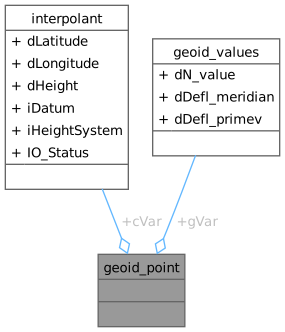 interpolant
+ dLatitude
+ dLongitude
+ dHeight
+ iDatum
+ iHeightSystem
+ IO_Status
geoid_values
+ dN_value
+ dDefl_meridian
+ dDefl_primev
+cVar
+gVar
geoid_point